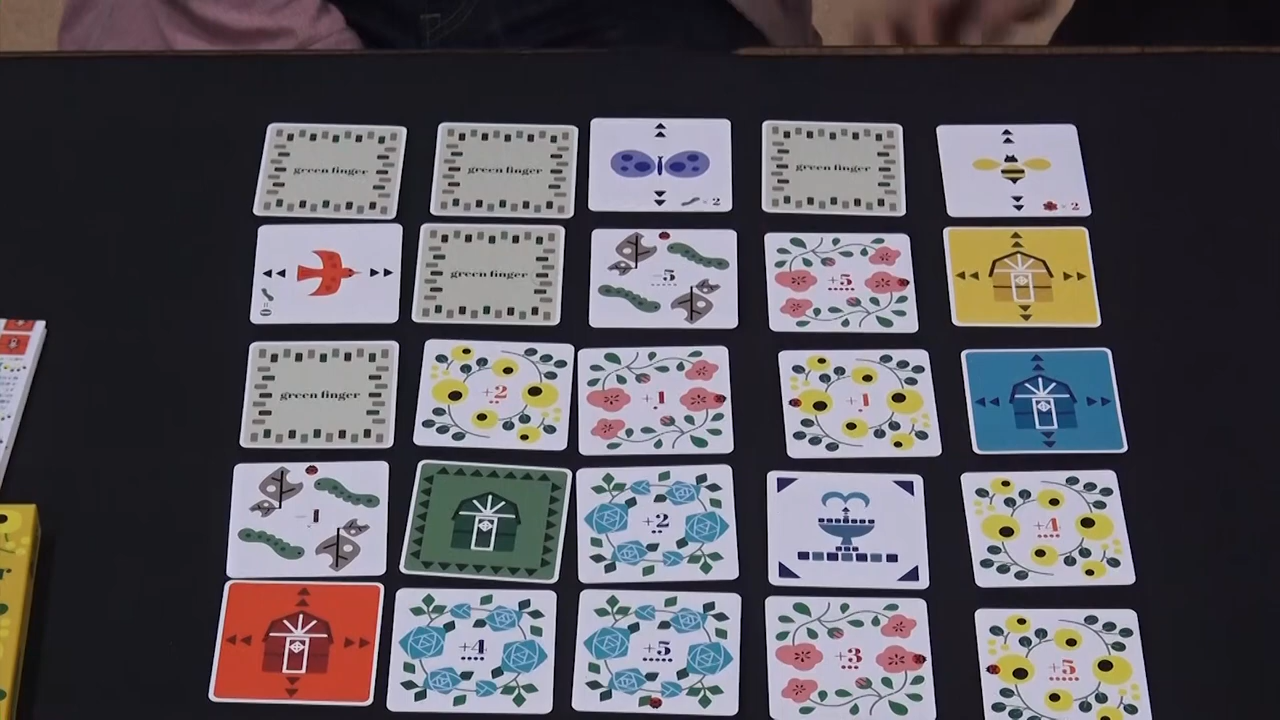 green finger
green finger
× 2
green finger
× 2
green finger
-5
+5
green finger
+2
+1
+1
-1
+2
+4
+4
+5
+3
+5